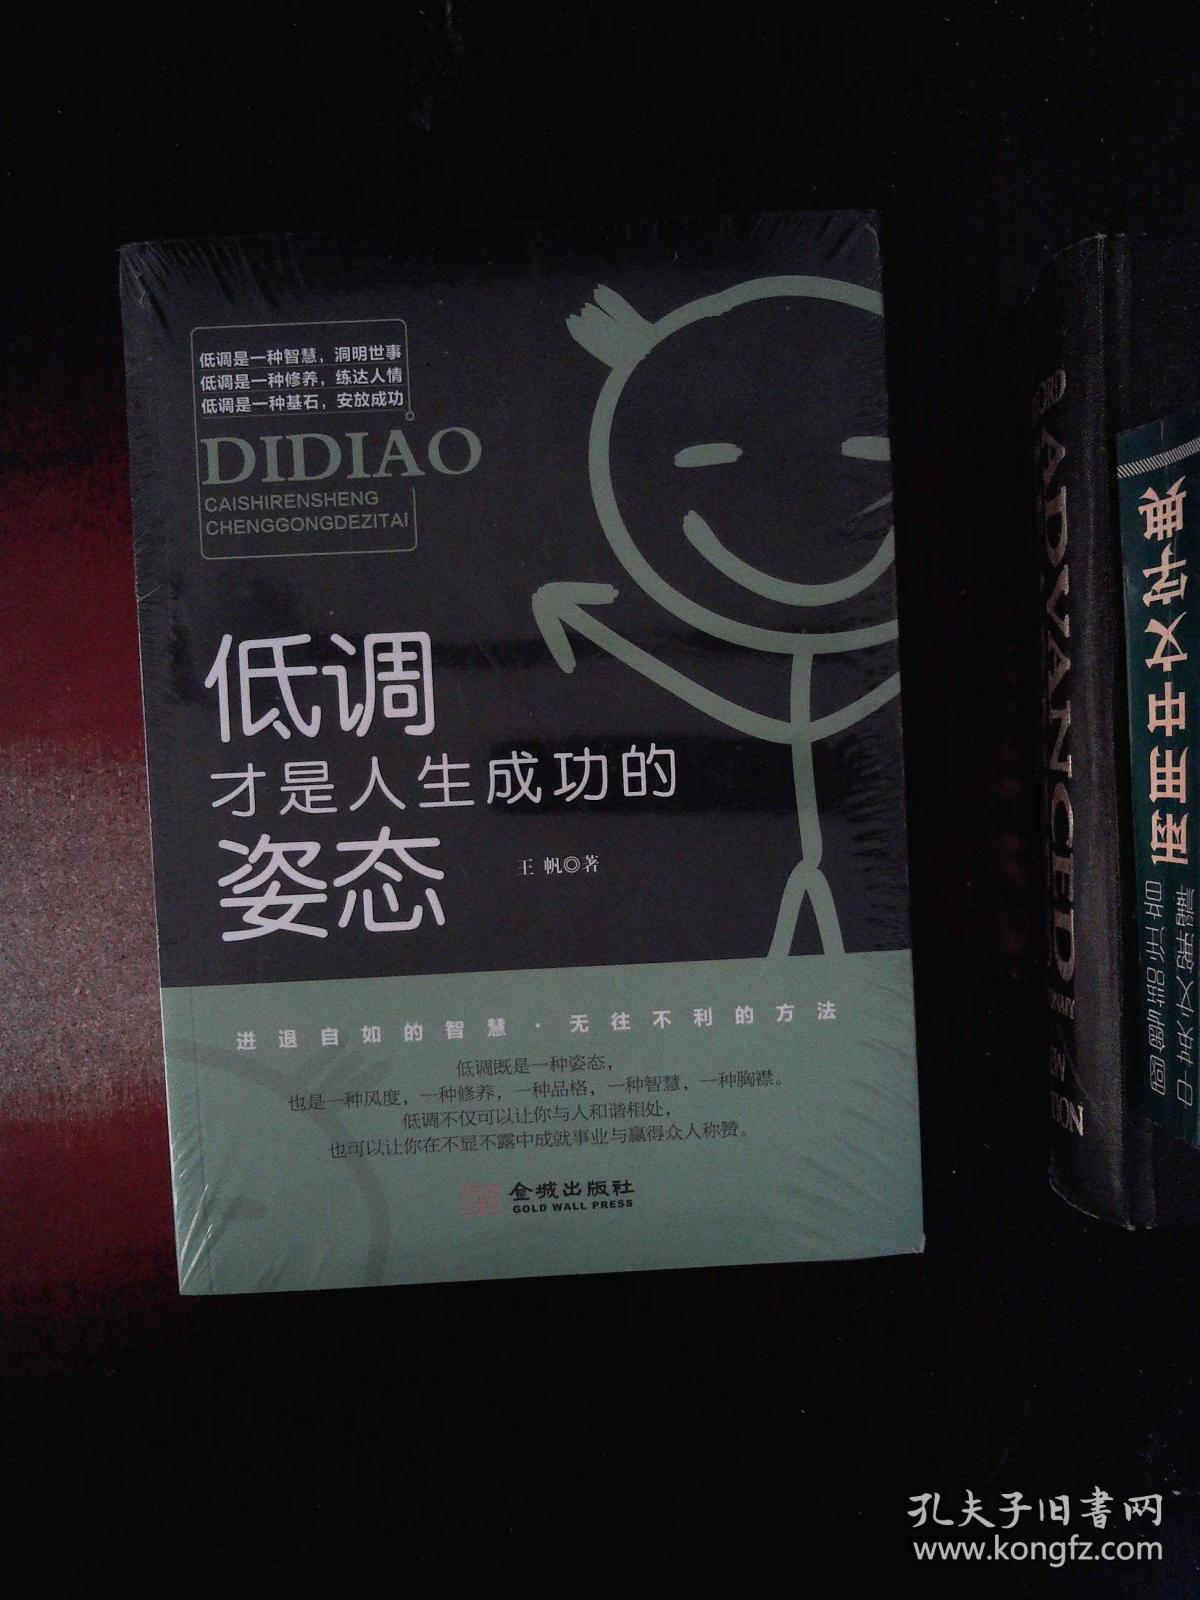 低调是一种智慧，洞明世事
低调是一种修养，练达人情
低调是一种基石，安放成功
DIDIAO
CAISHIRENSHENG
CHENGGONGDEZITAI
低调
才是人生成功的
姿态
王 帆◎著
进退自如的智慧·无往不利的方法
低调既是一种姿态，
也是一种风度，一种修养，一种品格，一种智慧，一种胸襟。
低调不仅可以让你与人和谐相处，
也可以让你在不显不露中成就事业与赢得众人称赞。
金城出版社
GOLD WALL PRESS
ADVANCED
兩用中文字典
孔夫子旧书网
www.kongfz.com